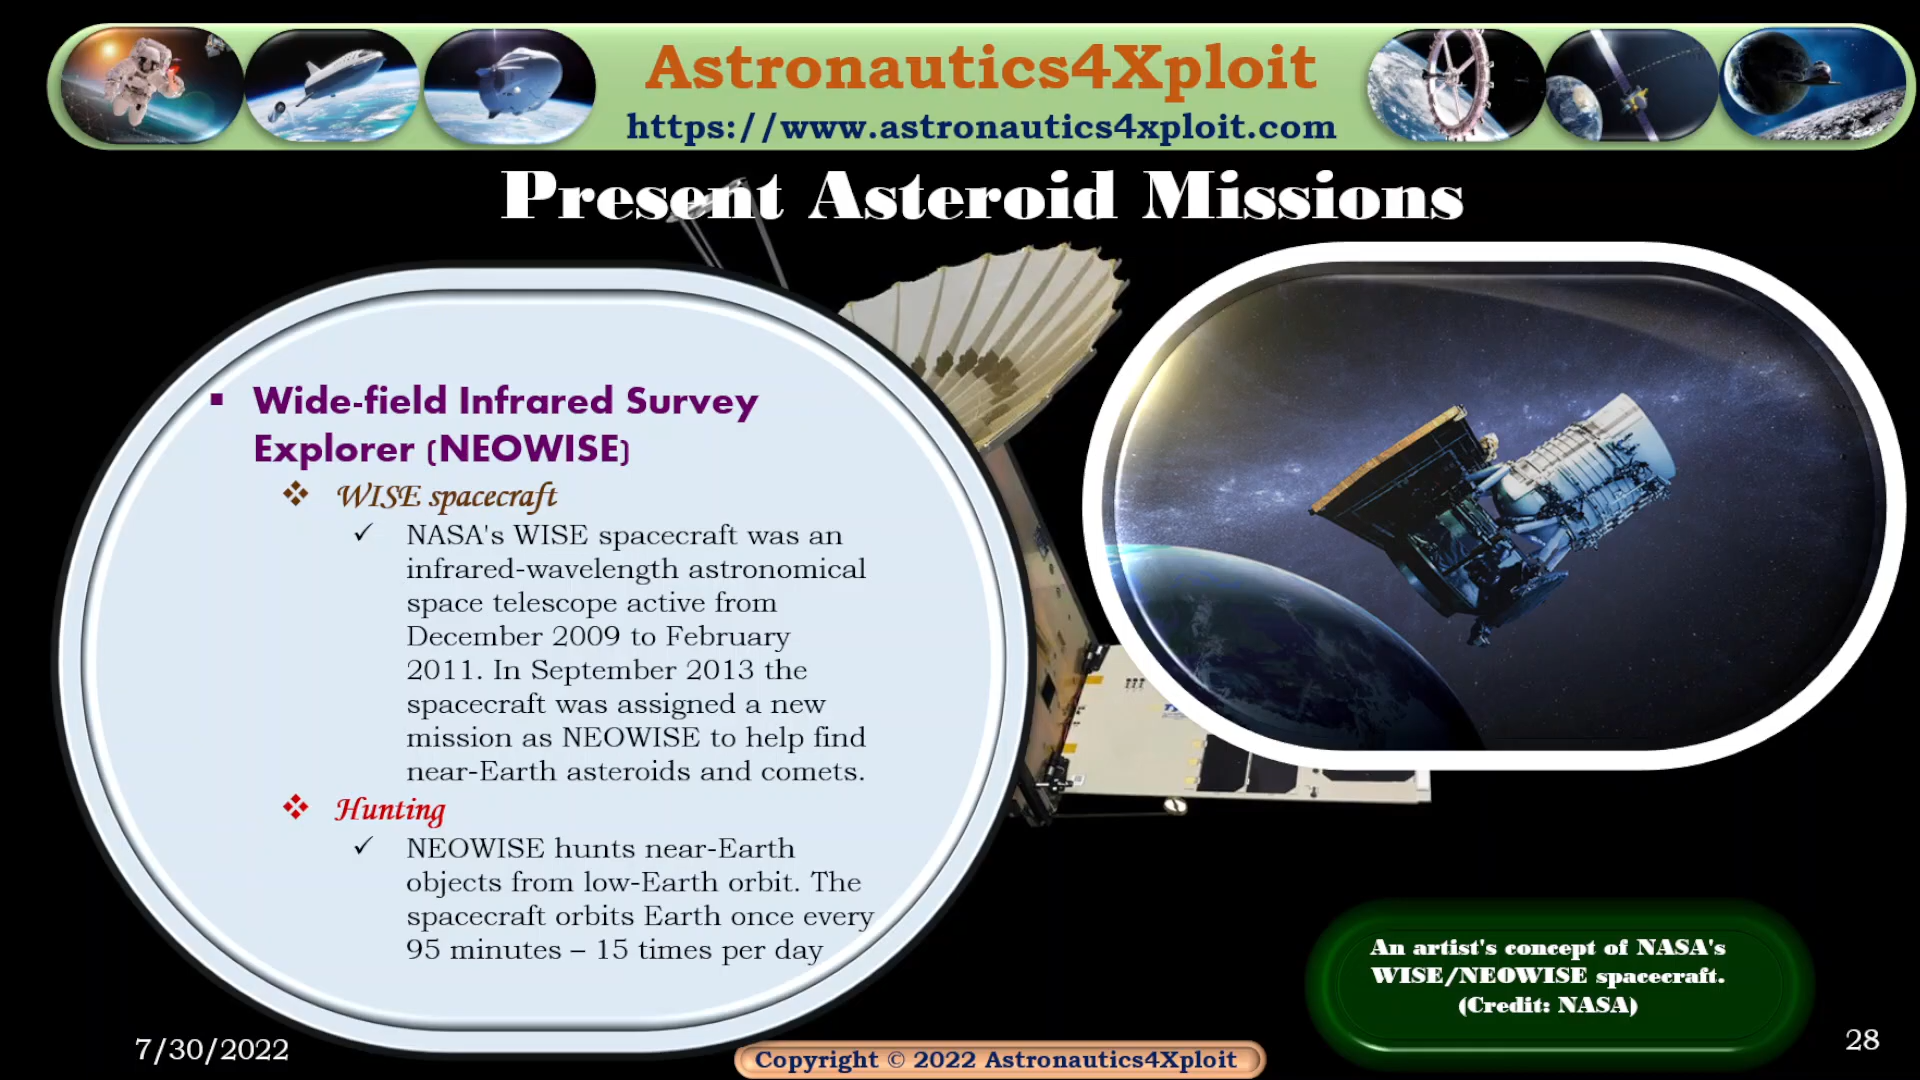 Astronautics4Xploit
https://www.astronautics4xploit.com
Present Asteroid Missions
▪ Wide-field Infrared Survey
Explorer (NEOWISE)
❖ WISE spacecraft
✓ NASA's WISE spacecraft was an
infrared-wavelength astronomical
space telescope active from
December 2009 to February
2011. In September 2013 the
spacecraft was assigned a new
mission as NEOWISE to help find
near-Earth asteroids and comets.
❖ Hunting
✓ NEOWISE hunts near-Earth
objects from low-Earth orbit. The
spacecraft orbits Earth once every
95 minutes – 15 times per day
An artist's concept of NASA's
WISE/NEOWISE spacecraft.
(Credit: NASA)
7/30/2022
Copyright © 2022 Astronautics4Xploit
28